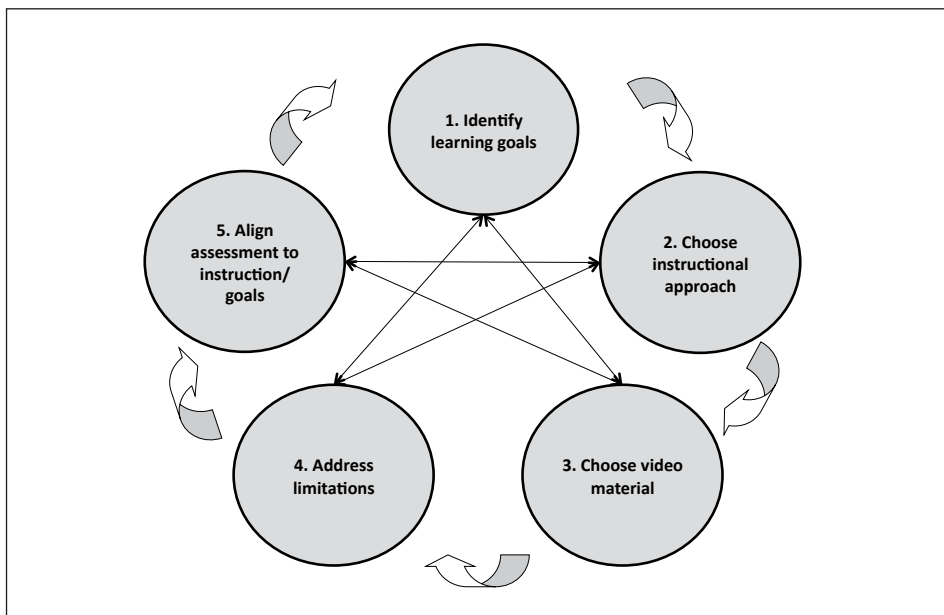 1. Identify
learning goals
2. Choose
instructional
approach
3. Choose video
material
4. Address
limitations
5. Align
assessment to
instruction/
goals